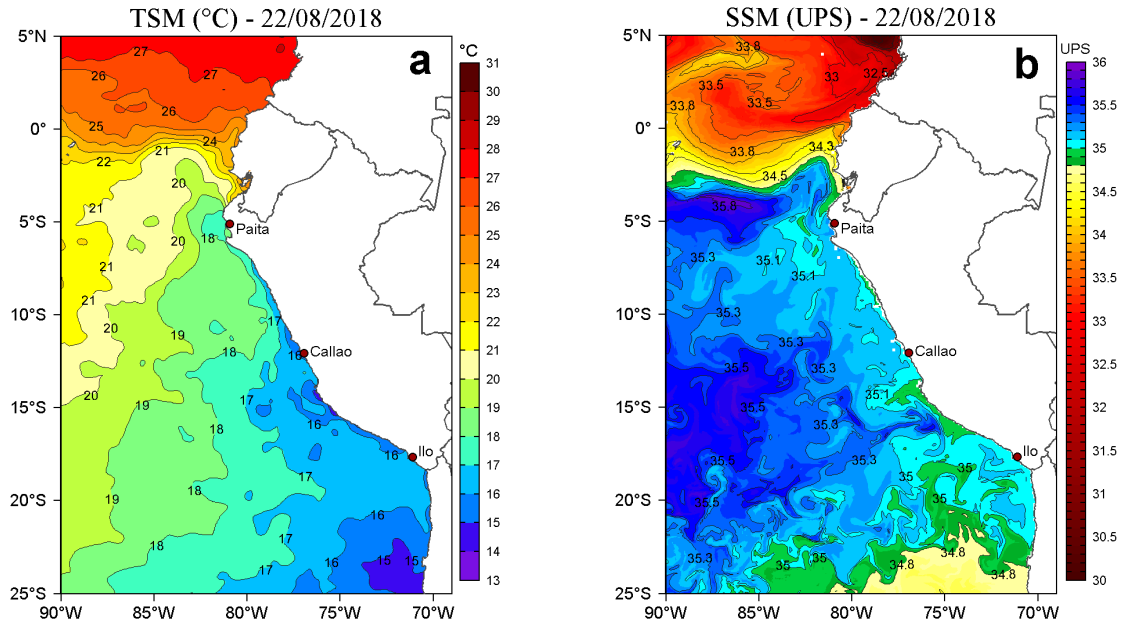 TSM (°C) - 22/08/2018
5°N
0°
5°S
10°S
15°S
20°S
25°S
90°W
85°W
80°W
75°W
70°W
a
27
27
26
26
25
24
22
21
20
21
20
18
21
21
20
19
17
18
16
20
19
17
16
18
16
18
17
19
16
18
17
17
16
15
15
Paita
Callao
Ilo
°C
31
30
29
28
27
26
25
24
23
22
21
20
19
18
17
16
15
14
13
SSM (UPS) - 22/08/2018
5°N
0°
5°S
10°S
15°S
20°S
25°S
90°W
85°W
80°W
75°W
70°W
b
33.8
33
32.5
33.5
33.5
33.8
33.8
34.3
34.5
35.8
35.3
35.1
35.1
35.3
35.3
35.5
35.3
35.1
35.5
35.3
35.5
35.3
35
35
35
35.5
34.8
35.3
35
35
34.8
34.8
Paita
Callao
Ilo
UPS
36
35.5
35
34.5
34
33.5
33
32.5
32
31.5
31
30.5
30